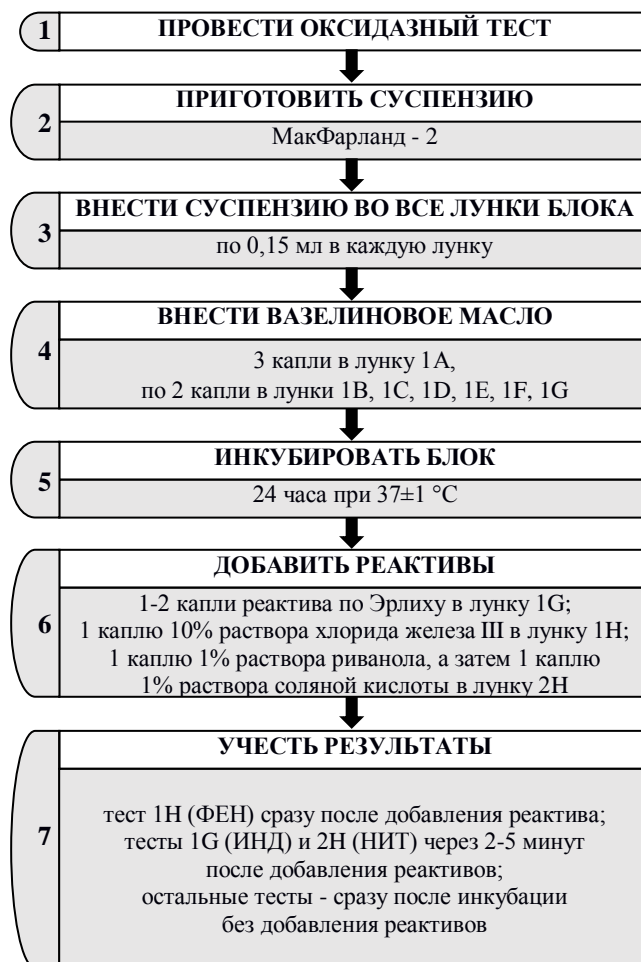 1
ПРОВЕСТИ ОКСИДАЗНЫЙ ТЕСТ
2
ПРИГОТОВИТЬ СУСПЕНЗИЮ
МакФарланд - 2
3
ВНЕСТИ СУСПЕНЗИЮ ВО ВСЕ ЛУНКИ БЛОКА
по 0,15 мл в каждую лунку
4
ВНЕСТИ ВАЗЕЛИНОВОЕ МАСЛО
3 капли в лунку 1А,
по 2 капли в лунки 1B, 1C, 1D, 1E, 1F, 1G
5
ИНКУБИРОВАТЬ БЛОК
24 часа при 37±1 °С
6
ДОБАВИТЬ РЕАКТИВЫ
1-2 капли реактива по Эрлиху в лунку 1G;
1 каплю 10% раствора хлорида железа III в лунку 1H;
1 каплю 1% раствора риванола, а затем 1 каплю
1% раствора соляной кислоты в лунку 2H
7
УЧЕСТЬ РЕЗУЛЬТАТЫ
тест 1H (ФЕН) сразу после добавления реактива;
тесты 1G (ИНД) и 2H (НИТ) через 2-5 минут
после добавления реактивов;
остальные тесты - сразу после инкубации
без добавления реактивов